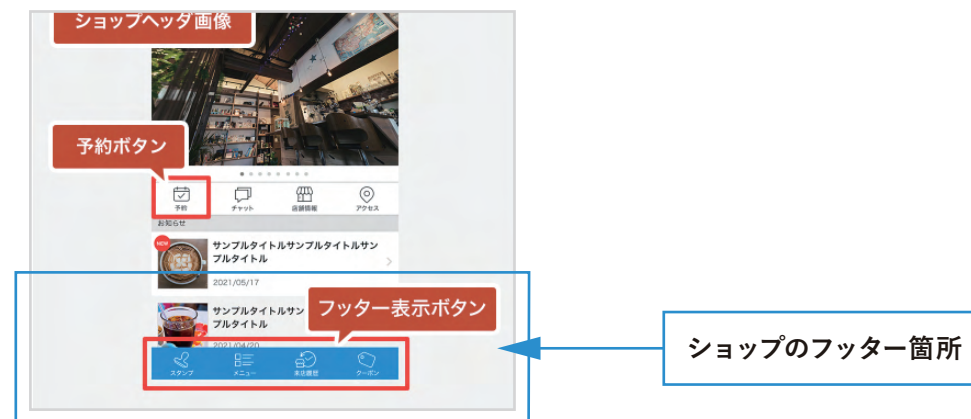 ショップヘッダ画像
予約ボタン
予約
チャット
店舗情報
アクセス
お知らせ
NEW
サンプルタイトルサンプルタイトルサン
プルタイトル
2021/05/17
サンプルタイトルサン
プルタイトル
フッター表示ボタン
2021/04/20
スタンプ
メニュー
来店履歴
クーポン
ショップのフッター箇所